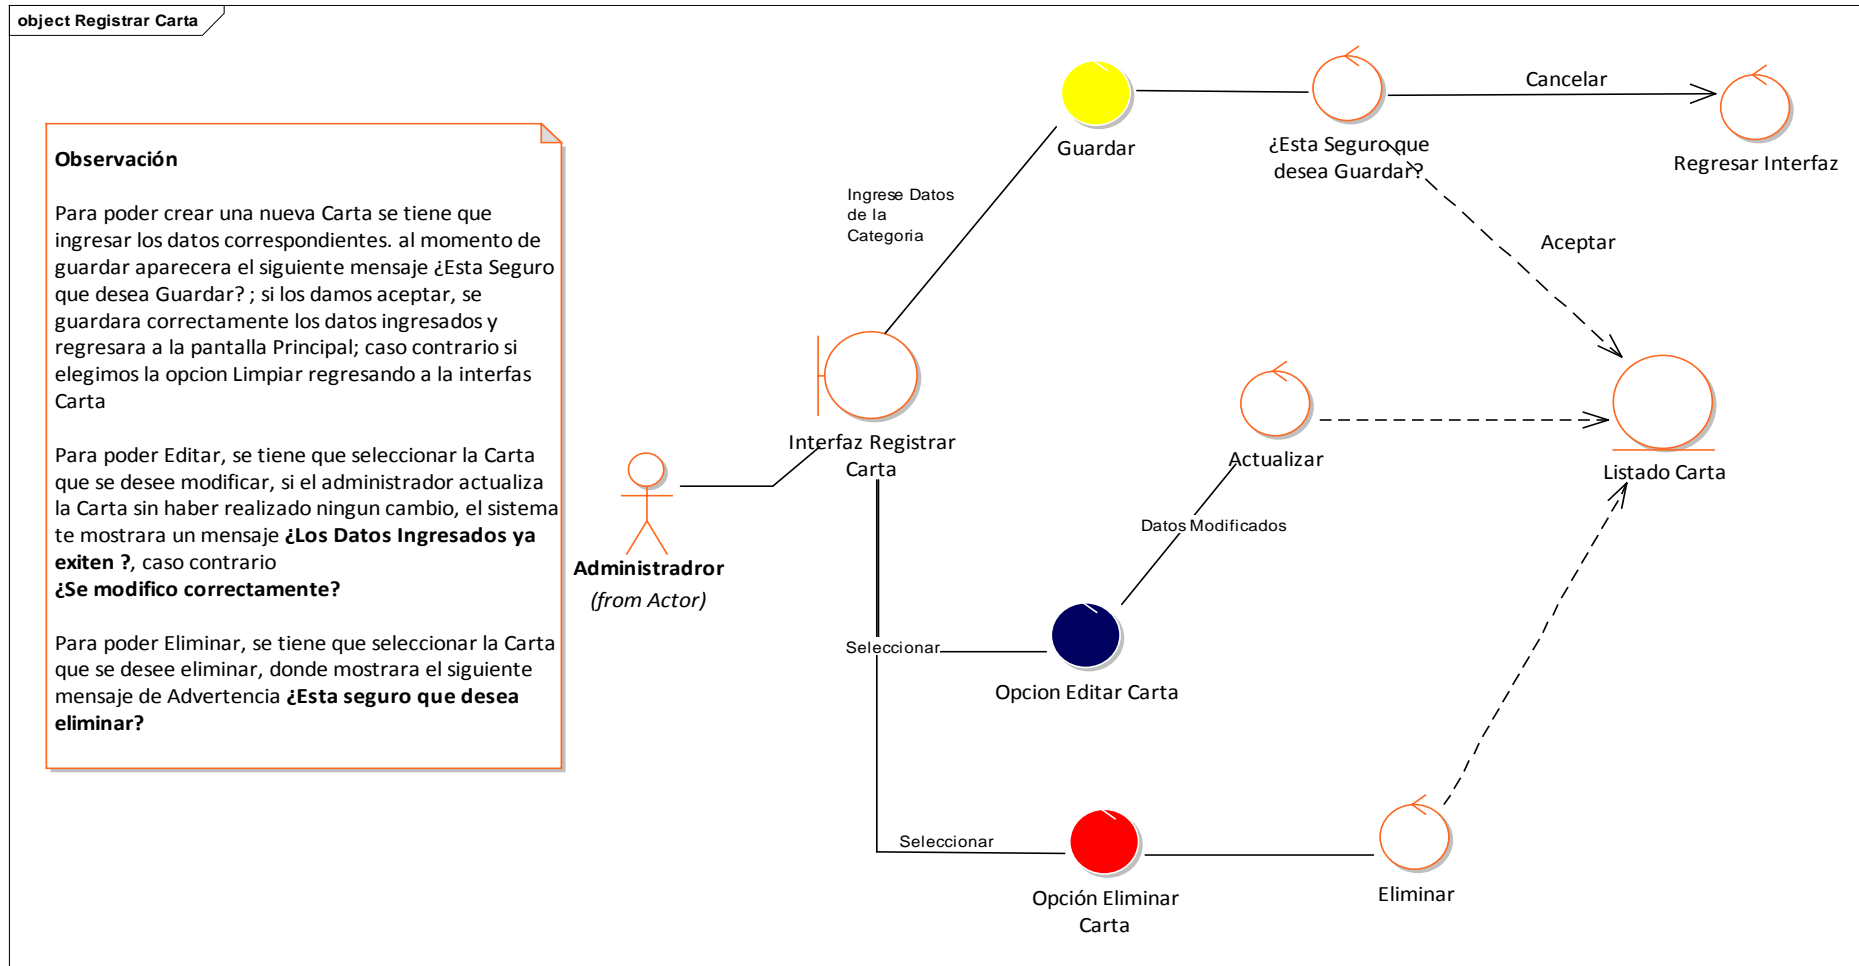 object Registrar Carta
Observación
Para poder crear una nueva Carta se tiene que
ingresar los datos correspondientes. al momento de
guardar aparecera el siguiente mensaje ¿Esta Seguro
que desea Guardar? ; si los damos aceptar, se
guardara correctamente los datos ingresados y
regresara a la pantalla Principal; caso contrario si
elegimos la opcion Limpiar regresando a la interfas
Carta
Para poder Editar, se tiene que seleccionar la Carta
que se desee modificar, si el administrador actualiza
la Carta sin haber realizado ningun cambio, el sistema
te mostrara un mensaje ¿Los Datos Ingresados ya
exiten ?, caso contrario
¿Se modifico correctamente?
Para poder Eliminar, se tiene que seleccionar la Carta
que se desee eliminar, donde mostrara el siguiente
mensaje de Advertencia ¿Esta seguro que desea
eliminar?
Administradror
(from Actor)
Interfaz Registrar
Carta
Ingrese Datos
de la
Categoria
Guardar
¿Esta Seguro que
desea Guardar?
Cancelar
Regresar Interfaz
Aceptar
Actualizar
Listado Carta
Datos Modificados
Seleccionar
Opcion Editar Carta
Seleccionar
Opción Eliminar
Carta
Eliminar